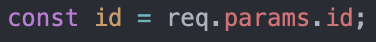 const id = req.params.id;